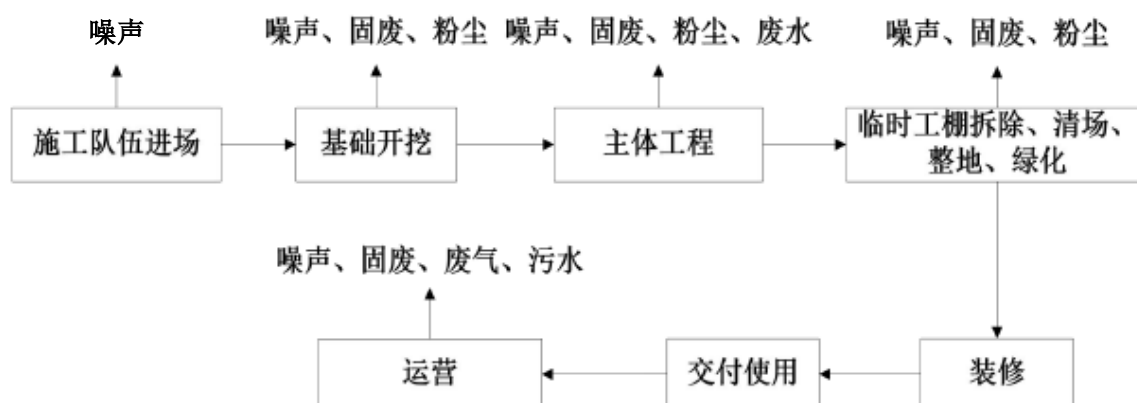 噪声
噪声、固废、粉尘
噪声、固废、粉尘、废水
噪声、固废、粉尘
施工队伍进场
基础开挖
主体工程
临时工棚拆除、清场、
整地、绿化
噪声、固废、废气、污水
运营
交付使用
装修